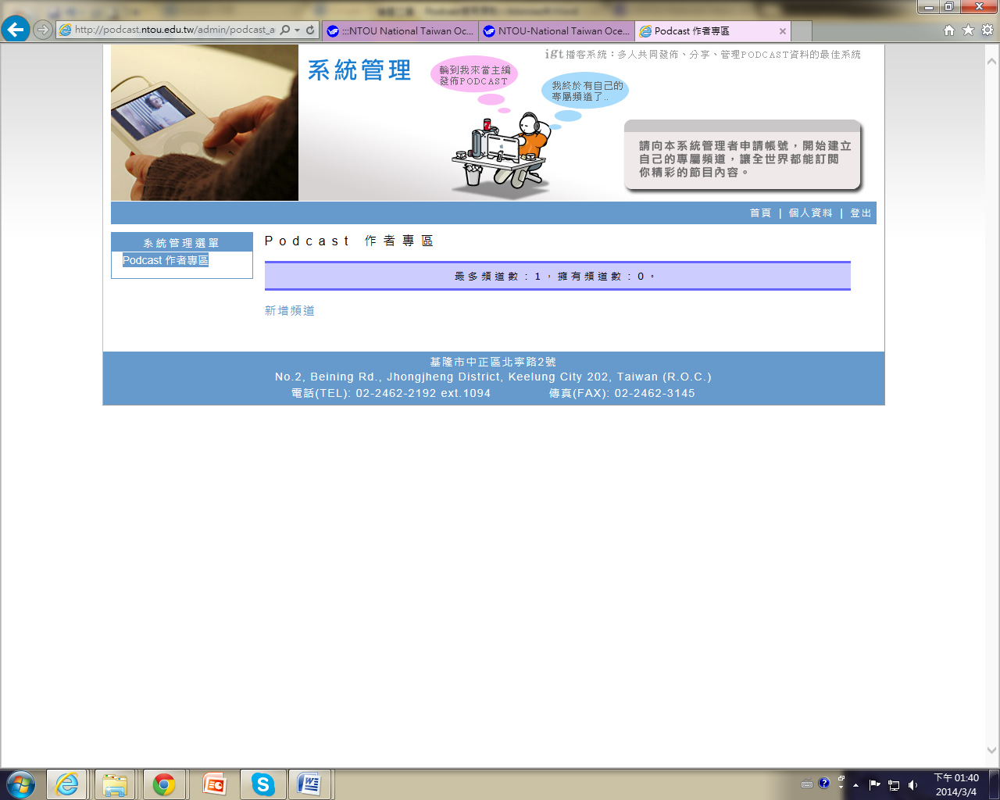 http://podcast.ntou.edu.tw/admin/podcast_a
:::NTOU National Taiwan Oc...
NTOU-National Taiwan Oce...
Podcast 作者專區
系統管理
輪到我來當主編
發佈PODCAST
我終於有自己的
專屬頻道了..
igt 播客系統：多人共同發佈、分享、管理PODCAST資料的最佳系統
請向本系統管理者申請帳號，開始建立
自己的專屬頻道，讓全世界都能訂閱
你精彩的節目內容。
首頁 | 個人資料 | 登出
系統管理選單
Podcast 作者專區
Podcast 作者專區
最多頻道數：1，擁有頻道數：0。
新增頻道
基隆市中正區北寧路2號
No.2, Beining Rd., Jhongjheng District, Keelung City 202, Taiwan (R.O.C.)
電話(TEL): 02-2462-2192 ext.1094 傳真(FAX): 02-2462-3145
下午 01:40
2014/3/4